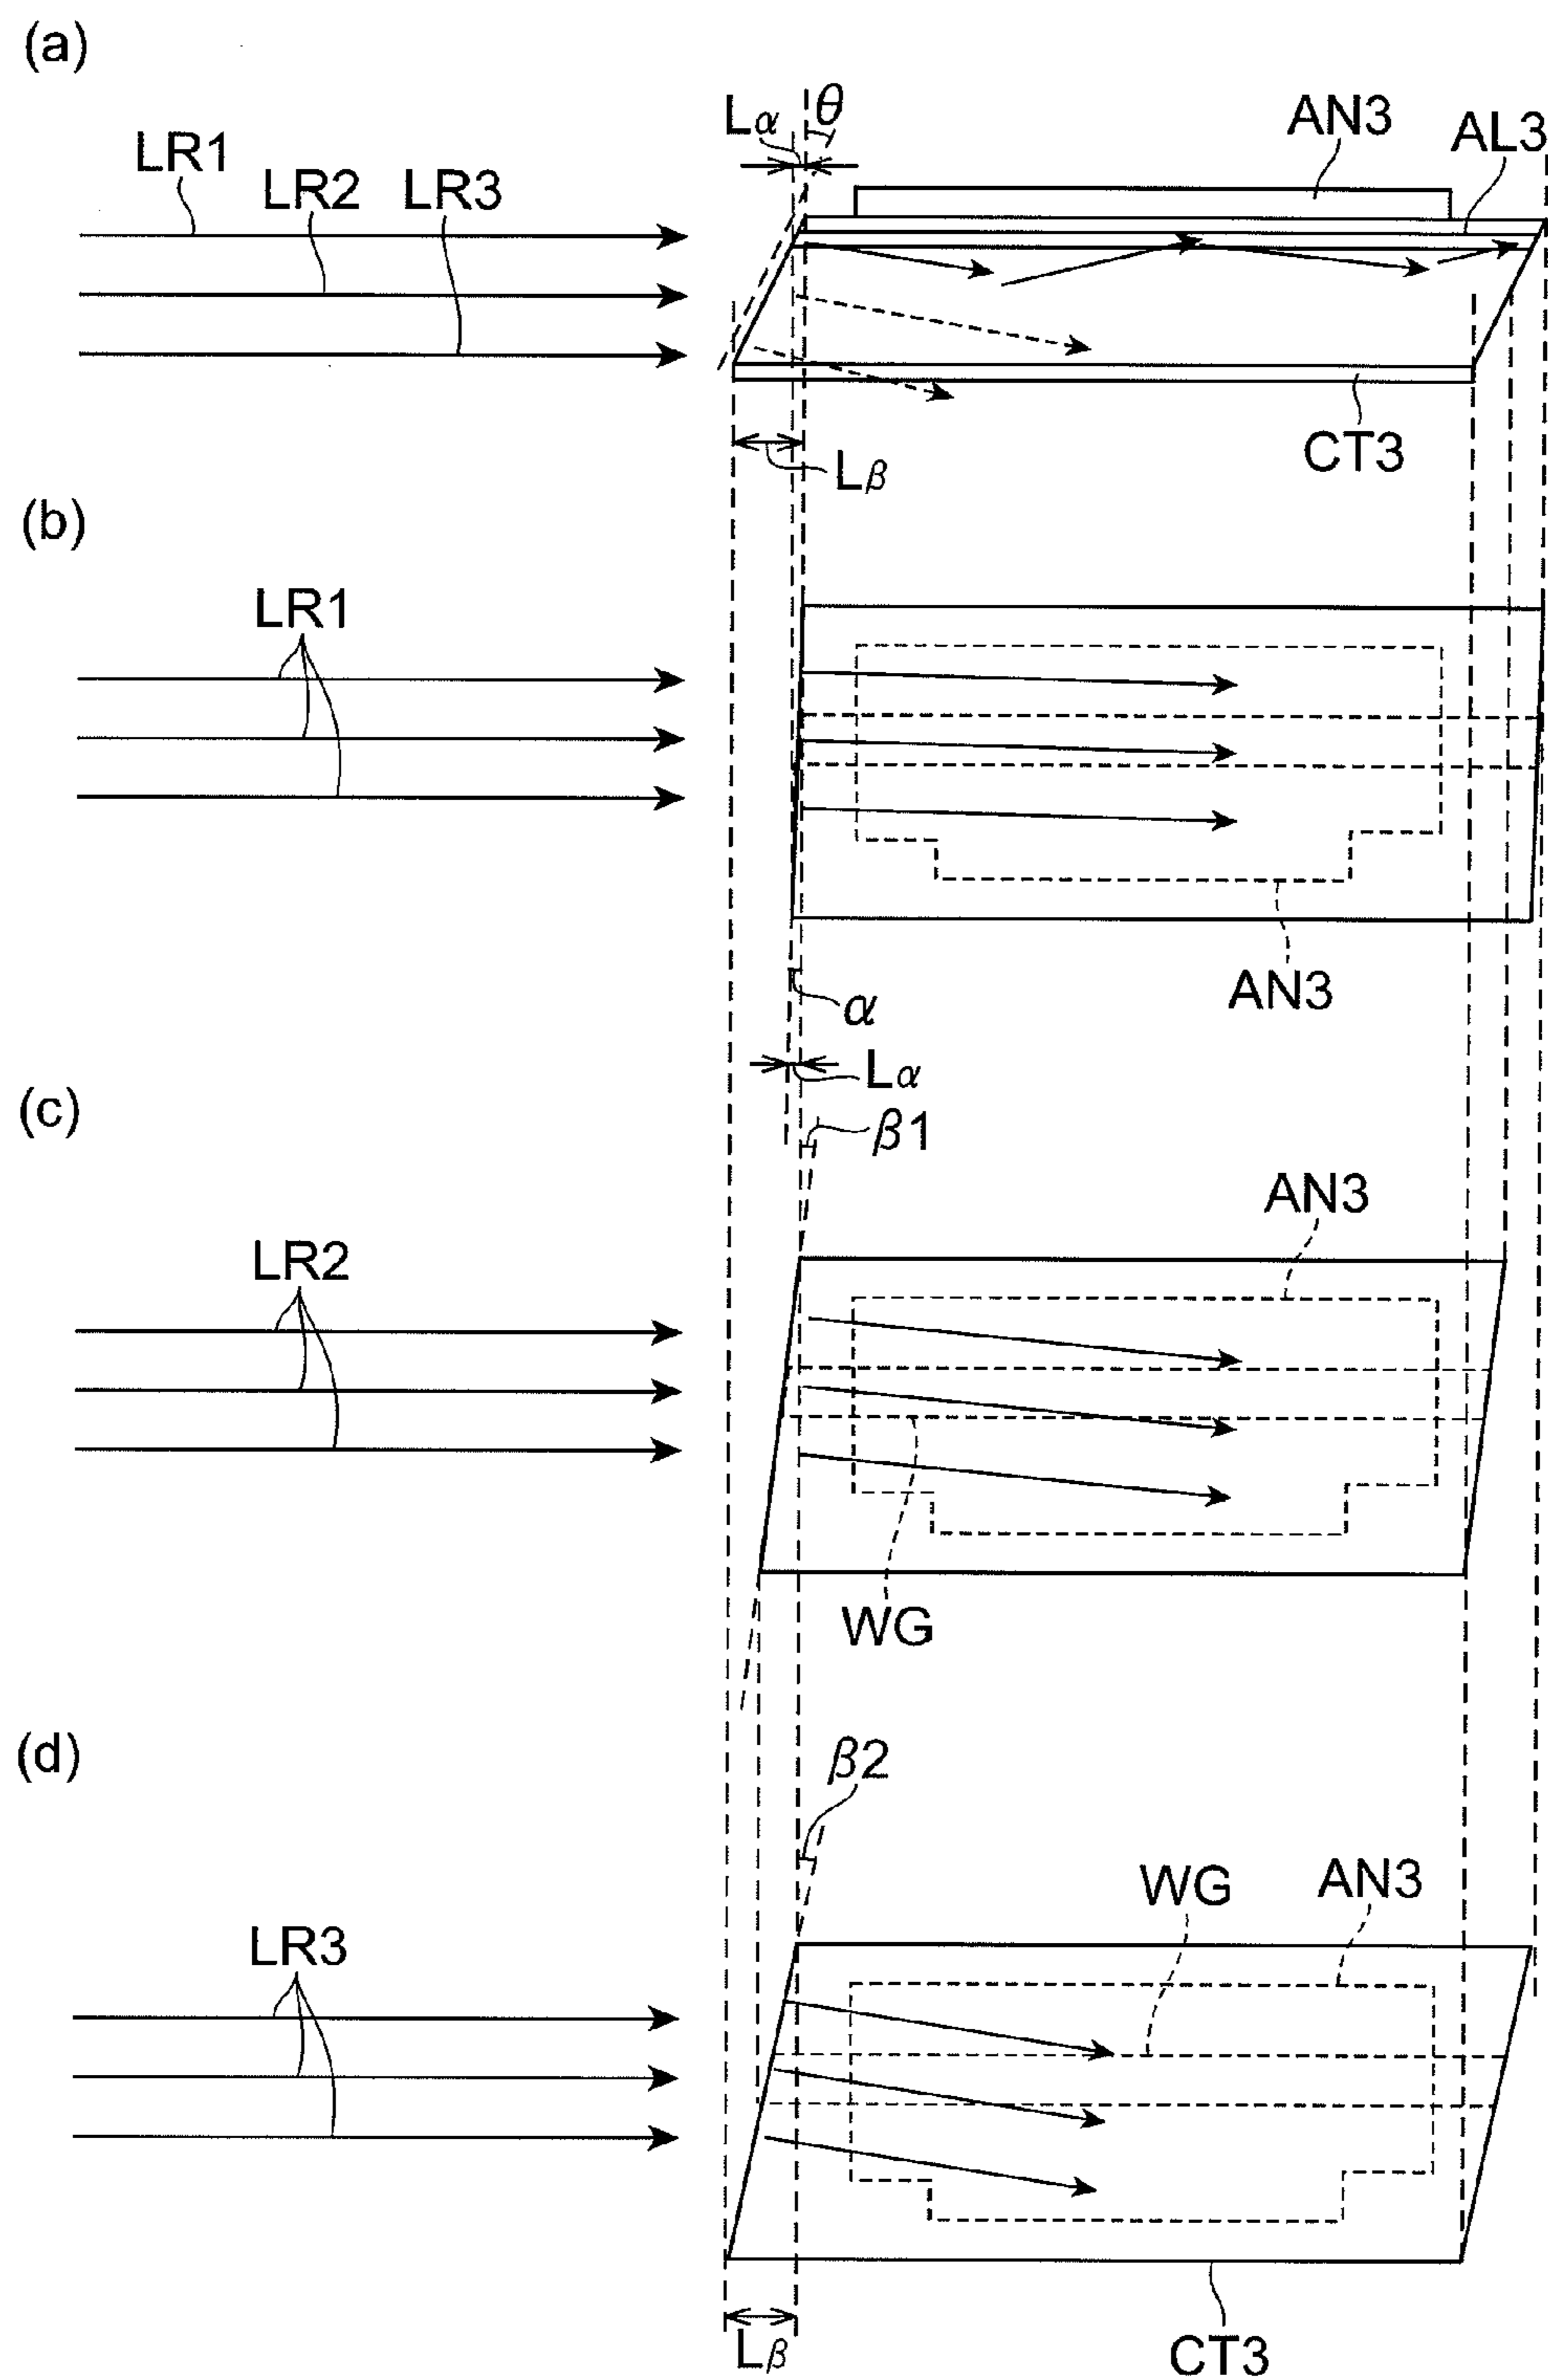 (a)
θ
Lα
AN3
AL3
LR1
LR2
LR3
CT3
Lβ
(b)
LR1
AN3
α
Lα
(c)
β1
AN3
LR2
WG
(d)
β2
WG
AN3
LR3
Lβ
CT3